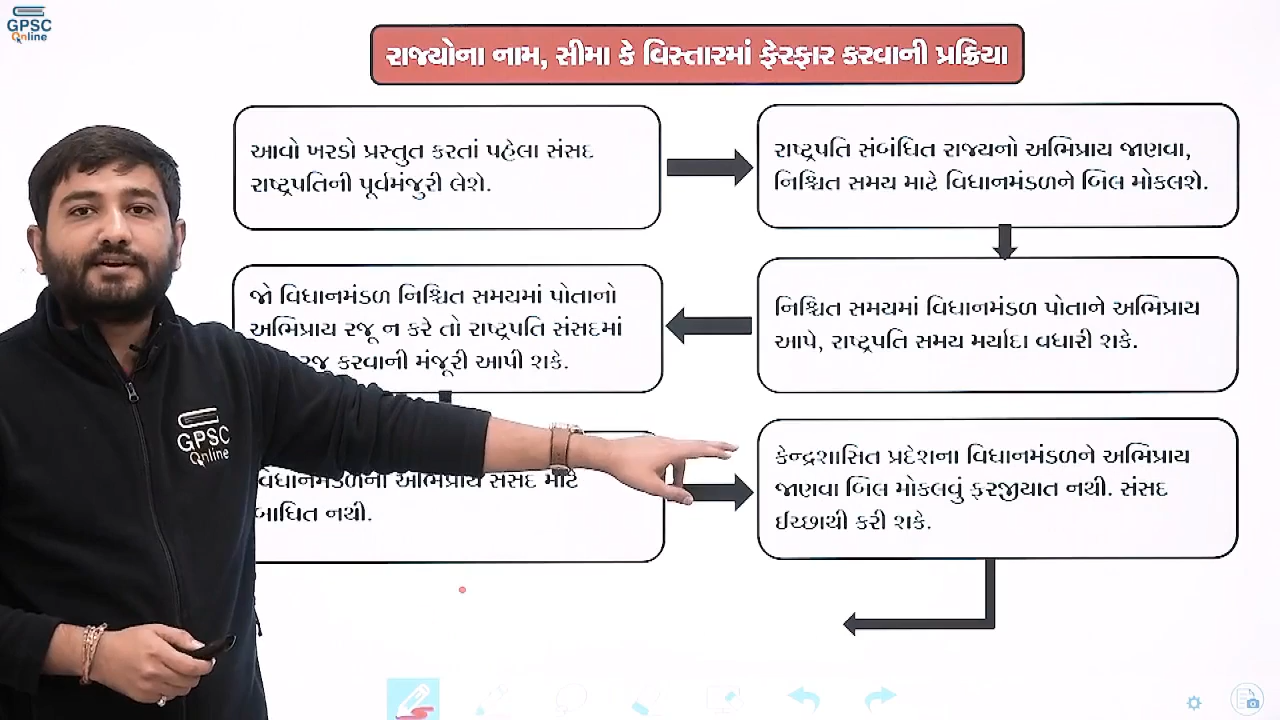 GPSC
Online
રાજ્યોના નામ, સીમા કે વિસ્તારમાં ફેરફાર કરવાની પ્રક્રિયા
આવો ખરડો પ્રસ્તુત કરતાં પહેલા સંસદ
રાષ્ટ્રપતિની પૂર્વમંજુરી લેશે.
રાષ્ટ્રપતિ સંબંધિત રાજ્યનો અભિપ્રાય જાણવા,
નિશ્ચિત સમય માટે વિધાનમંડળને બિલ મોકલશે.
નિશ્ચિત સમયમાં વિધાનમંડળ પોતાને અભિપ્રાય
આપે, રાષ્ટ્રપતિ સમય મર્યાદા વધારી શકે.
જો વિધાનમંડળ નિશ્ચિત સમયમાં પોતાનો
અભિપ્રાય રજૂ ન કરે તો રાષ્ટ્રપતિ સંસદમાં
રજૂ કરવાની મંજૂરી આપી શકે.
વિધાનમંડળનો અભિપ્રાય સંસદ માટે
બાધિત નથી.
કેન્દ્રશાસિત પ્રદેશના વિધાનમંડળને અભિપ્રાય
જાણવા બિલ મોકલવું ફરજીયાત નથી. સંસદ
ઈચ્છાથી કરી શકે.
GPSC
Online